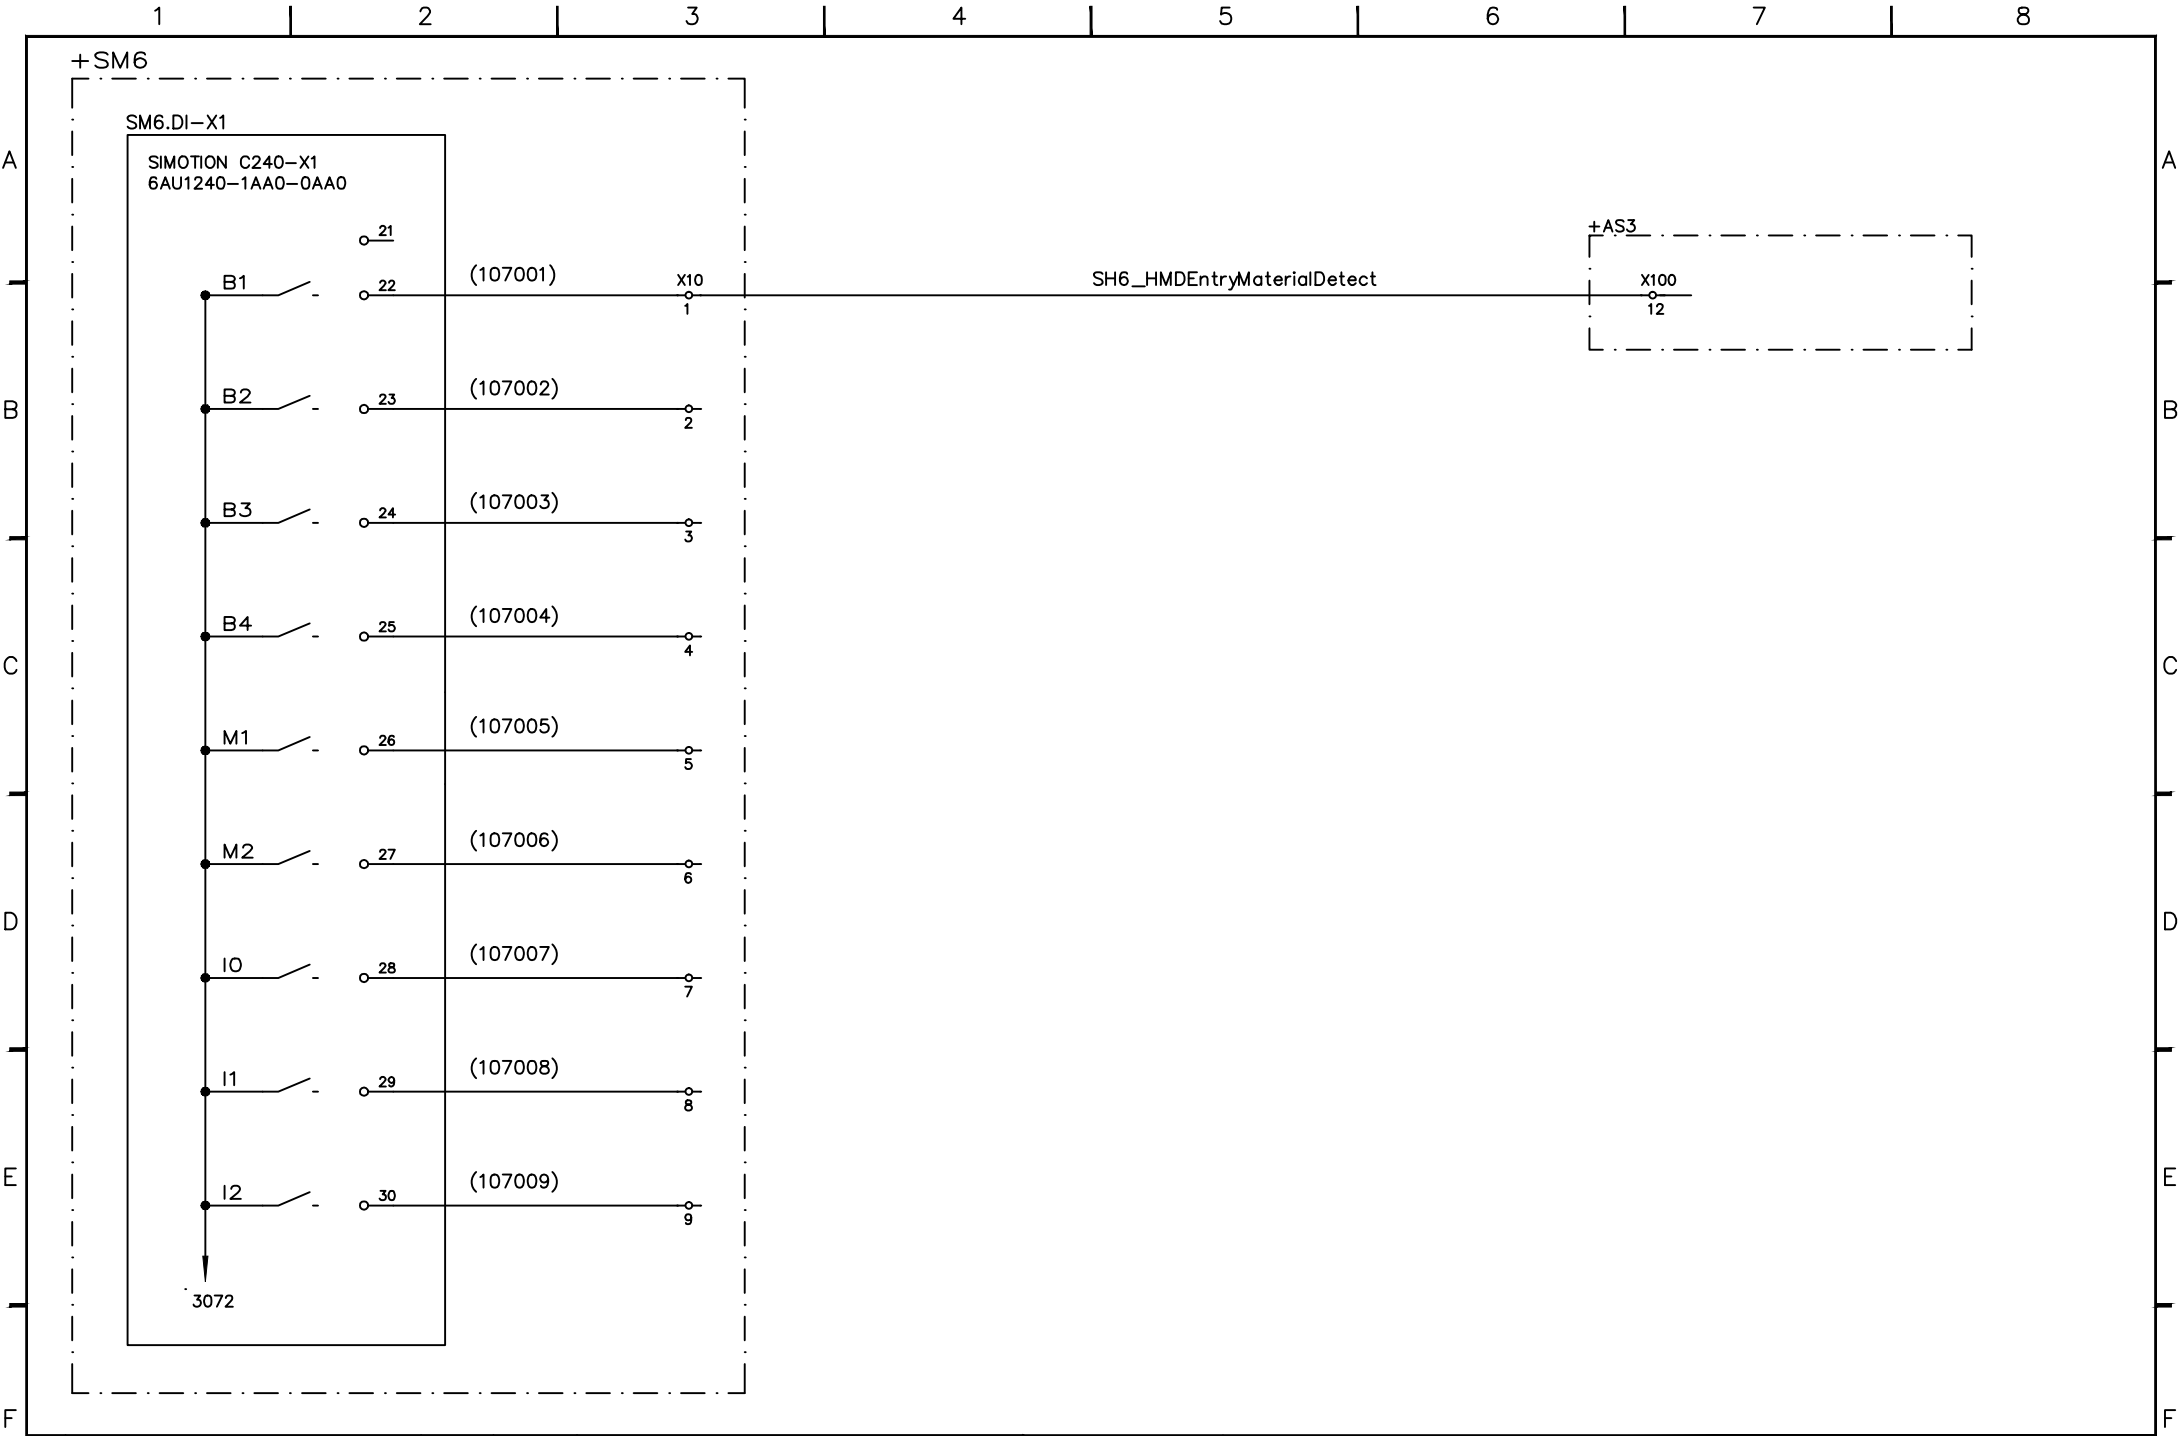 1 2 3 4 5 6 7 8
+SM6
SM6.DI-X1
A A
SIMOTION C240-X1
6AU1240-1AA0-0AA0
+AS3
21
B1 22 (107001) X10 SH6_HMDEntryMaterialDetect X100
1 12
B2 23 (107002)
B B
2
B3 24 (107003)
3
B4 25 (107004)
4
C C
M1 26 (107005)
5
M2 27 (107006)
6
D D
I0 28 (107007)
7
I1 29 (107008)
8
E E
I2 30 (107009)
9
3072
F F